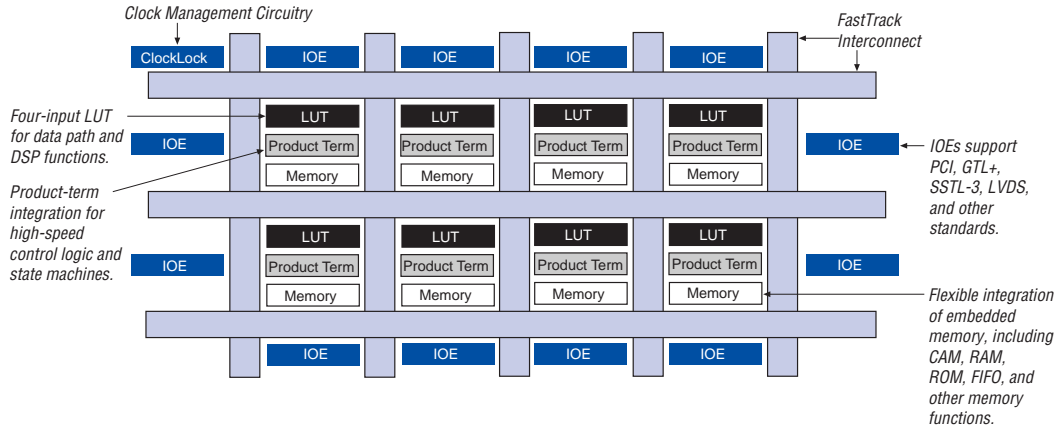 Clock Management Circuitry
FastTrack
Interconnect
ClockLock
IOE
IOE
IOE
IOE
Four-input LUT
for data path and
DSP functions.
LUT
LUT
LUT
LUT
IOE
Product Term
Product Term
Product Term
Product Term
IOE
IOEs support
PCI, GTL+,
SSTL-3, LVDS,
and other
standards.
Memory
Memory
Memory
Memory
Product-term
integration for
high-speed
control logic and
state machines.
LUT
LUT
LUT
LUT
IOE
Product Term
Product Term
Product Term
Product Term
IOE
Memory
Memory
Memory
Memory
Flexible integration
of embedded
memory, including
CAM, RAM,
ROM, FIFO, and
other memory
functions.
IOE
IOE
IOE
IOE